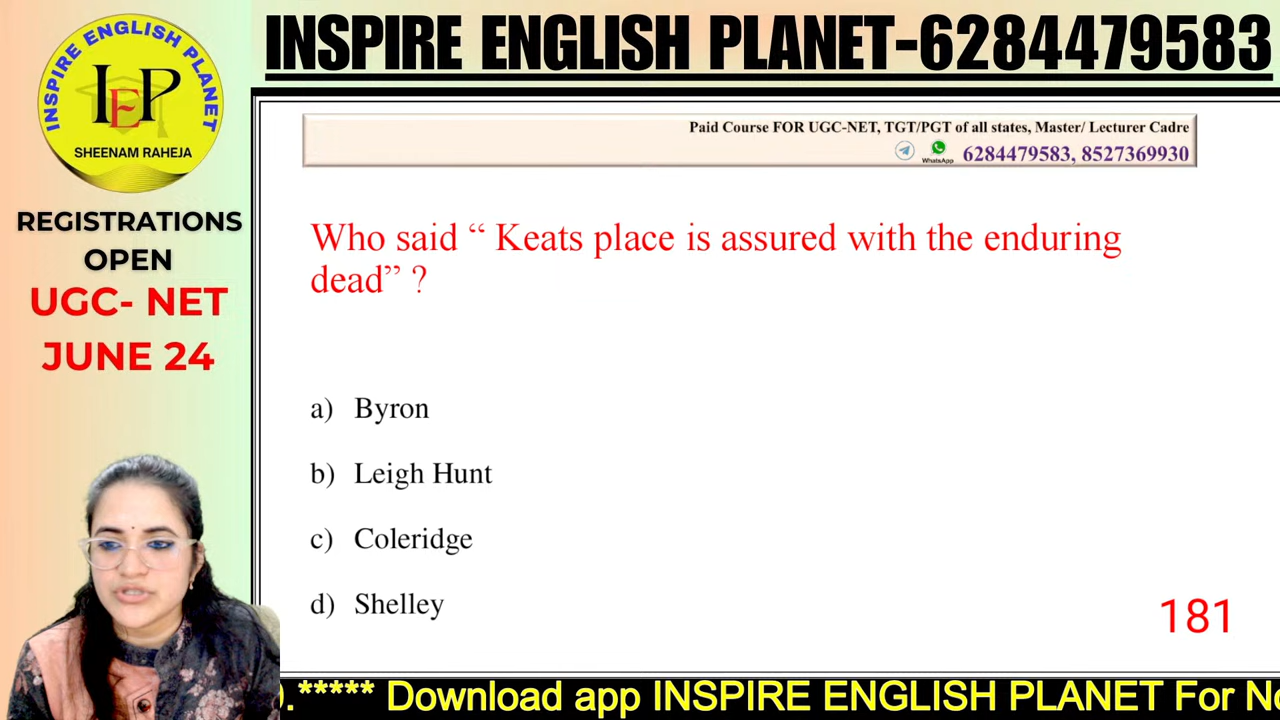 INSPIRE ENGLISH PLANET
IEP
SHEENAM RAHEJA
REGISTRATIONS
OPEN
UGC- NET
JUNE 24
INSPIRE ENGLISH PLANET-6284479583
Paid Course FOR UGC-NET, TGT/PGT of all states, Master/ Lecturer Cadre
WhatsApp 6284479583, 8527369930
Who said “ Keats place is assured with the enduring
dead” ?
a) Byron
b) Leigh Hunt
c) Coleridge
d) Shelley
181
.***** Download app INSPIRE ENGLISH PLANET For